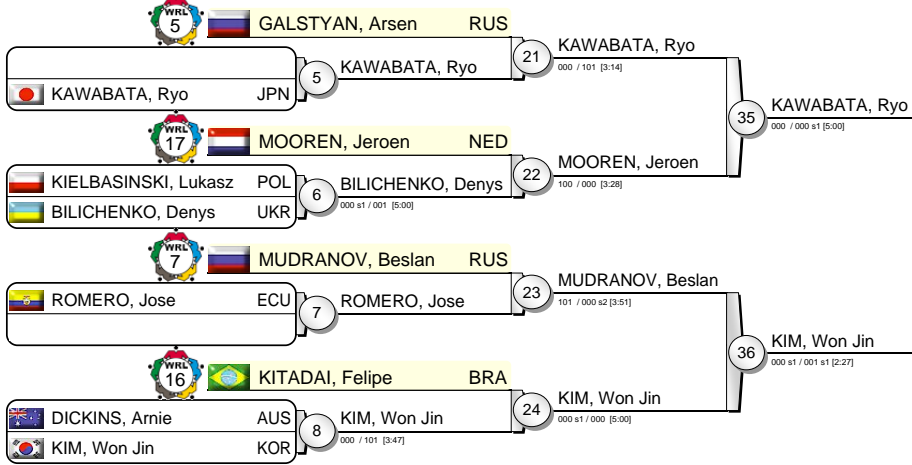 WRL
5
GALSTYAN, Arsen RUS
KAWABATA, Ryo JPN
5
KAWABATA, Ryo
21
KAWABATA, Ryo
000 / 101 [3:14]
WRL
17
MOOREN, Jeroen NED
KIELBASINSKI, Lukasz POL
BILICHENKO, Denys UKR
6
BILICHENKO, Denys
000 s1 / 001 [5:00]
22
MOOREN, Jeroen
100 / 000 [3:28]
35
KAWABATA, Ryo
000 / 000 s1 [5:00]
WRL
7
MUDRANOV, Beslan RUS
ROMERO, Jose ECU
7
ROMERO, Jose
23
MUDRANOV, Beslan
101 / 000 s2 [3:51]
WRL
16
KITADAI, Felipe BRA
DICKINS, Arnie AUS
KIM, Won Jin KOR
8
KIM, Won Jin
000 / 101 [3:47]
24
KIM, Won Jin
000 s1 / 000 [5:00]
36
KIM, Won Jin
000 s1 / 001 s1 [2:27]